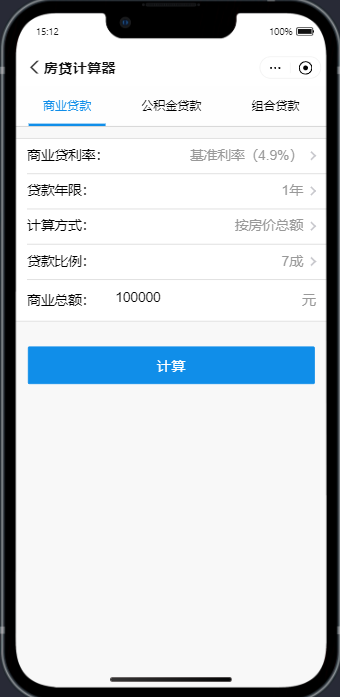 15:12 100%
房贷计算器
商业贷款 公积金贷款 组合贷款
商业贷利率： 基准利率（4.9%）
贷款年限： 1年
计算方式： 按房价总额
贷款比例： 7成
商业总额： 100000 元
计算